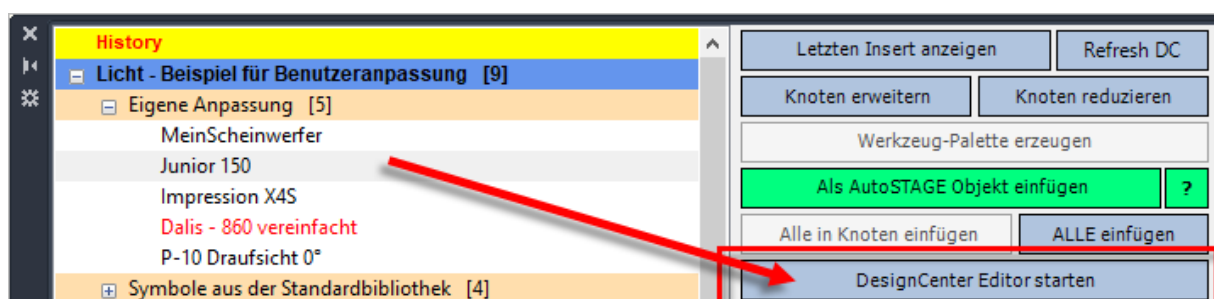 History
Licht - Beispiel für Benutzeranpassung [9]
Eigene Anpassung [5]
MeinScheinwerfer
Junior 150
Impression X4S
Dalis - 860 vereinfacht
P-10 Draufsicht 0°
Symbole aus der Standardbibliothek [4]
Letzten Insert anzeigen
Refresh DC
Knoten erweitern
Knoten reduzieren
Werkzeug-Palette erzeugen
Als AutoSTAGE Objekt einfügen
?
Alle in Knoten einfügen
ALLE einfügen
DesignCenter Editor starten